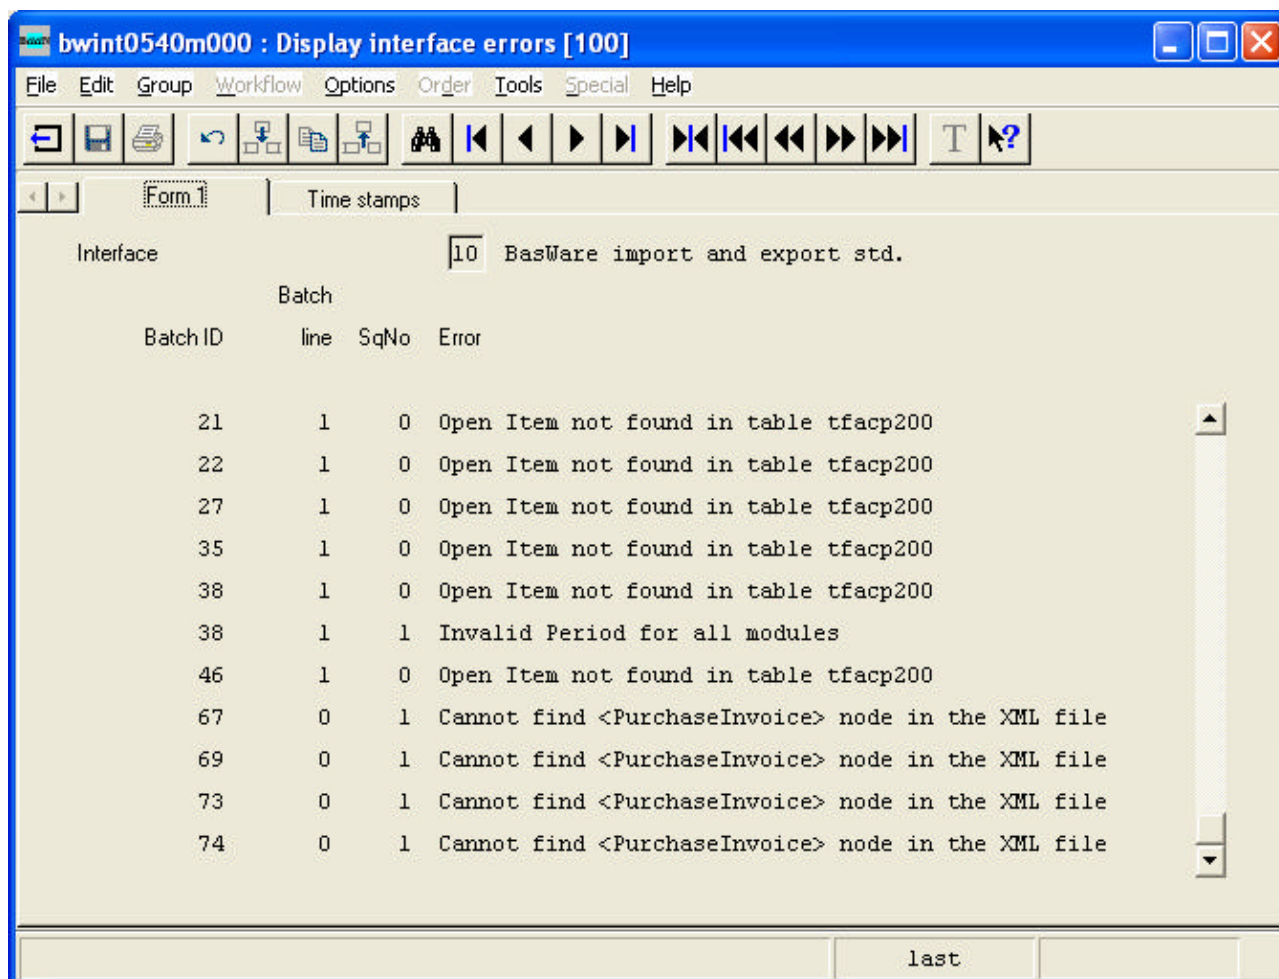 bwint0540m000 : Display interface errors [100]
File Edit Group Workflow Options Order Tools Special Help
T ?
Form 1 Time stamps
Interface 10 BasWare import and export std.
Batch
Batch ID line SqNo Error
21 1 0 Open Item not found in table tfacp200
22 1 0 Open Item not found in table tfacp200
27 1 0 Open Item not found in table tfacp200
35 1 0 Open Item not found in table tfacp200
38 1 0 Open Item not found in table tfacp200
38 1 1 Invalid Period for all modules
46 1 0 Open Item not found in table tfacp200
67 0 1 Cannot find <PurchaseInvoice> node in the XML file
69 0 1 Cannot find <PurchaseInvoice> node in the XML file
73 0 1 Cannot find <PurchaseInvoice> node in the XML file
74 0 1 Cannot find <PurchaseInvoice> node in the XML file
last